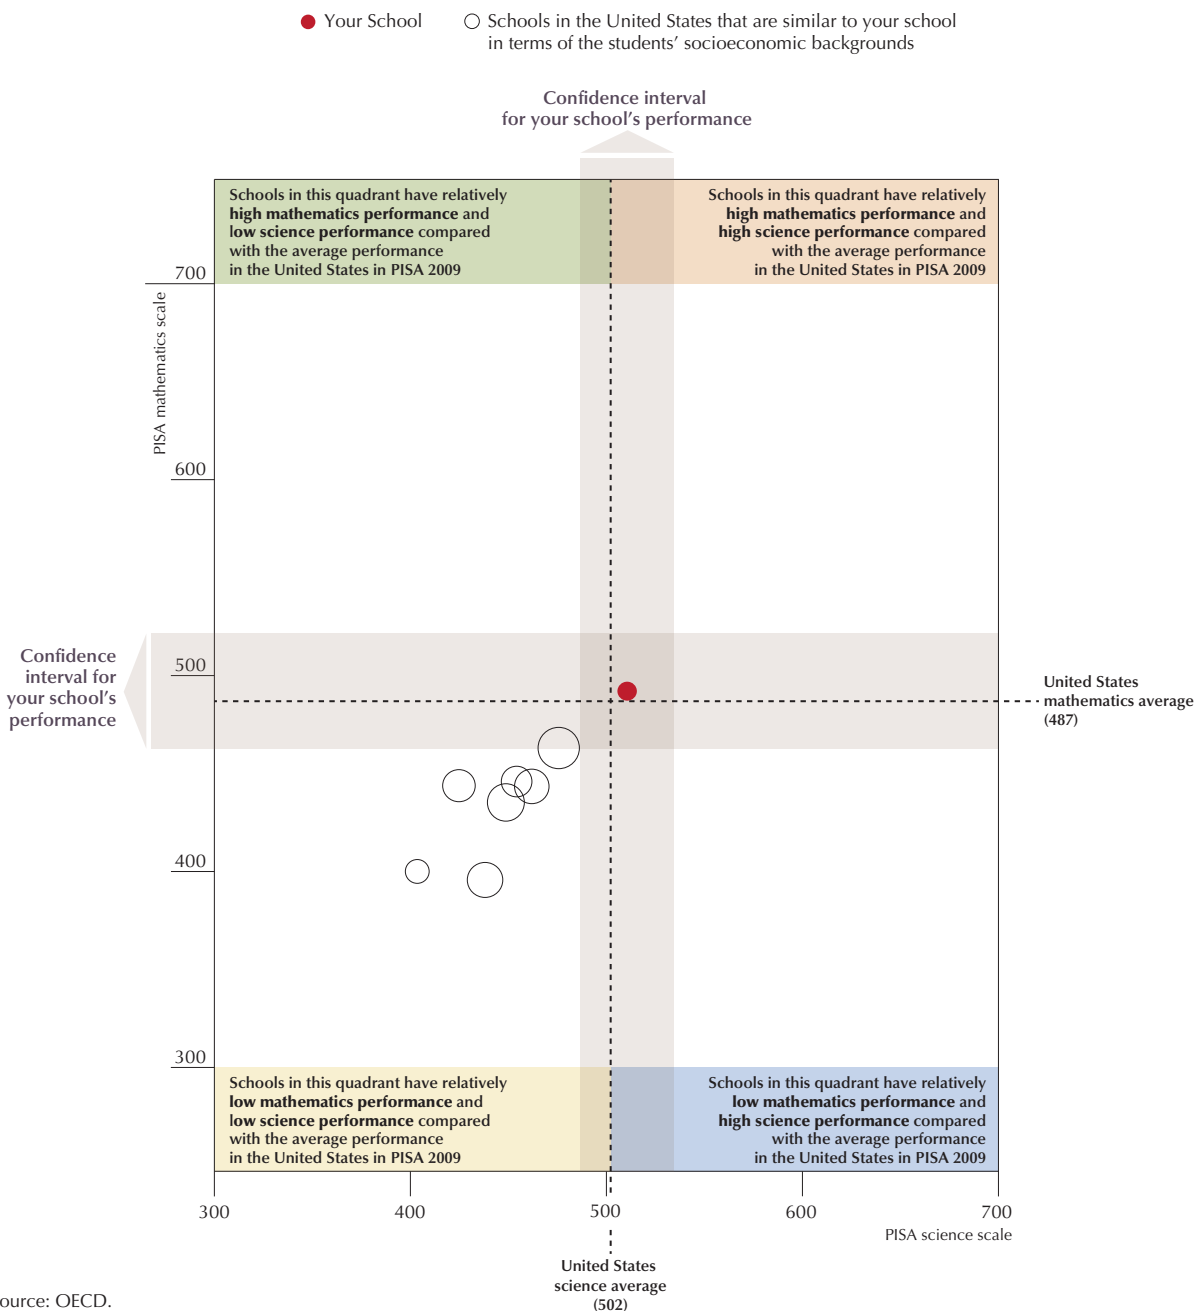 Your School
Schools in the United States that are similar to your school
in terms of the students’ socioeconomic backgrounds
Confidence interval
for your school’s performance
Schools in this quadrant have relatively
high mathematics performance and
low science performance compared
with the average performance
in the United States in PISA 2009
Schools in this quadrant have relatively
high mathematics performance and
high science performance compared
with the average performance
in the United States in PISA 2009
700
PISA mathematics scale
600
500
400
300
Confidence
interval for
your school’s
performance
United States
mathematics average
(487)
Schools in this quadrant have relatively
low mathematics performance and
low science performance compared
with the average performance
in the United States in PISA 2009
Schools in this quadrant have relatively
low mathematics performance and
high science performance compared
with the average performance
in the United States in PISA 2009
300
400
500
600
700
PISA science scale
United States
science average
(502)
ource: OECD.